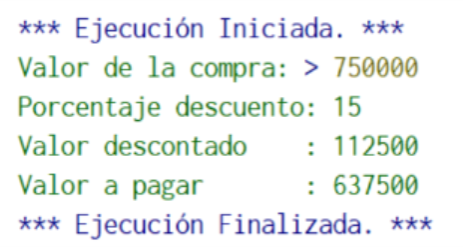 *** Ejecución Iniciada. ***
Valor de la compra: > 750000
Porcentaje descuento: 15
Valor descontado    : 112500
Valor a pagar       : 637500
*** Ejecución Finalizada. ***